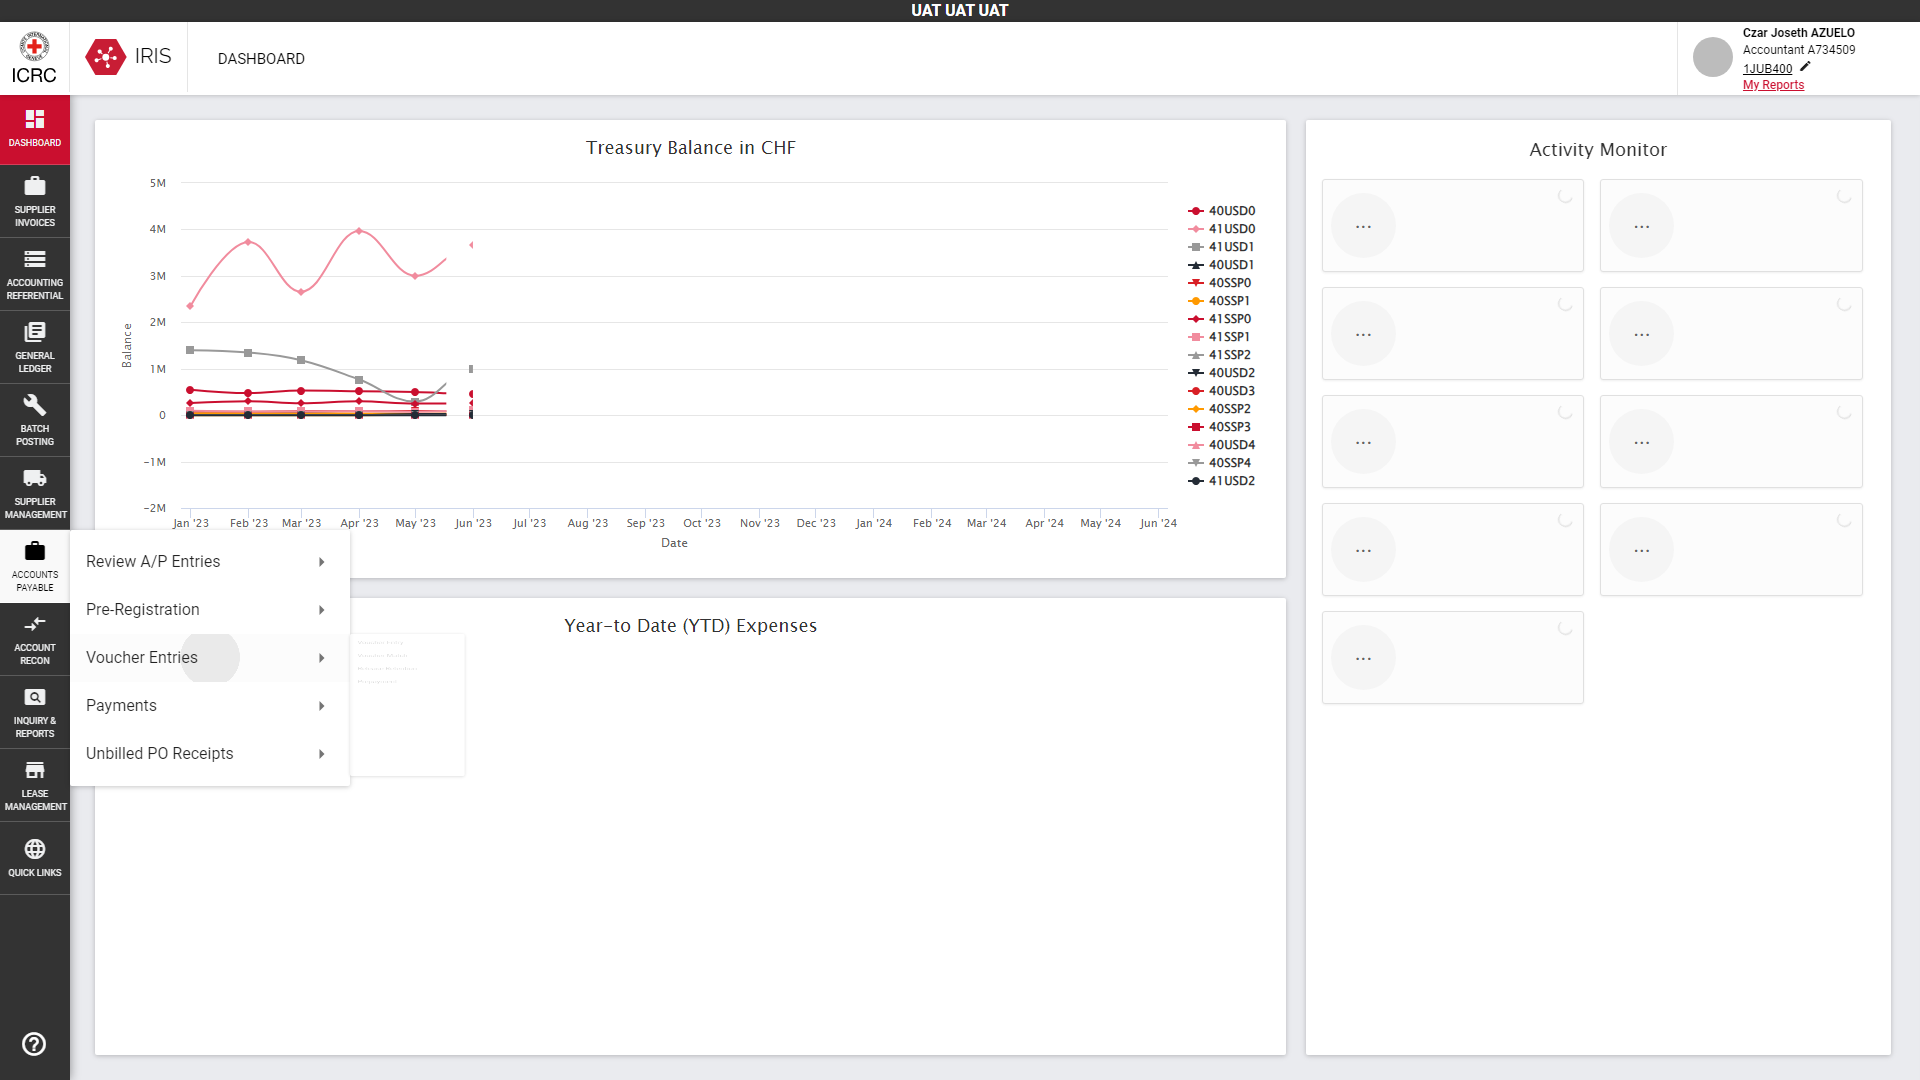 UAT UAT UAT
ICRC
IRIS
DASHBOARD
Czar Joseth AZUELO
Accountant A734509
1JUB400
My Reports
DASHBOARD
SUPPLIER
INVOICES
ACCOUNTING
REFERENTIAL
GENERAL
LEDGER
BATCH
POSTING
SUPPLIER
MANAGEMENT
ACCOUNTS
PAYABLE
ACCOUNT
RECON
INQUIRY &
REPORTS
LEASE
MANAGEMENT
QUICK LINKS
Treasury Balance in CHF
5M
4M
3M
2M
1M
0
-1M
-2M
Balance
Jan '23 Feb '23 Mar '23 Apr '23 May '23 Jun '23 Jul '23 Aug '23 Sep '23 Oct '23 Nov '23 Dec '23 Jan '24 Feb '24 Mar '24 Apr '24 May '24 Jun '24
Date
40USD0
41USD0
41USD1
40USD1
40SSP0
40SSP1
41SSP0
41SSP1
41SSP2
40USD2
40USD3
40SSP2
40SSP3
40USD4
40SSP4
41USD2
Review A/P Entries
Pre-Registration
Voucher Entries
Payments
Unbilled PO Receipts
Year-to Date (YTD) Expenses
Activity Monitor
...
...
...
...
...
...
...
...
...